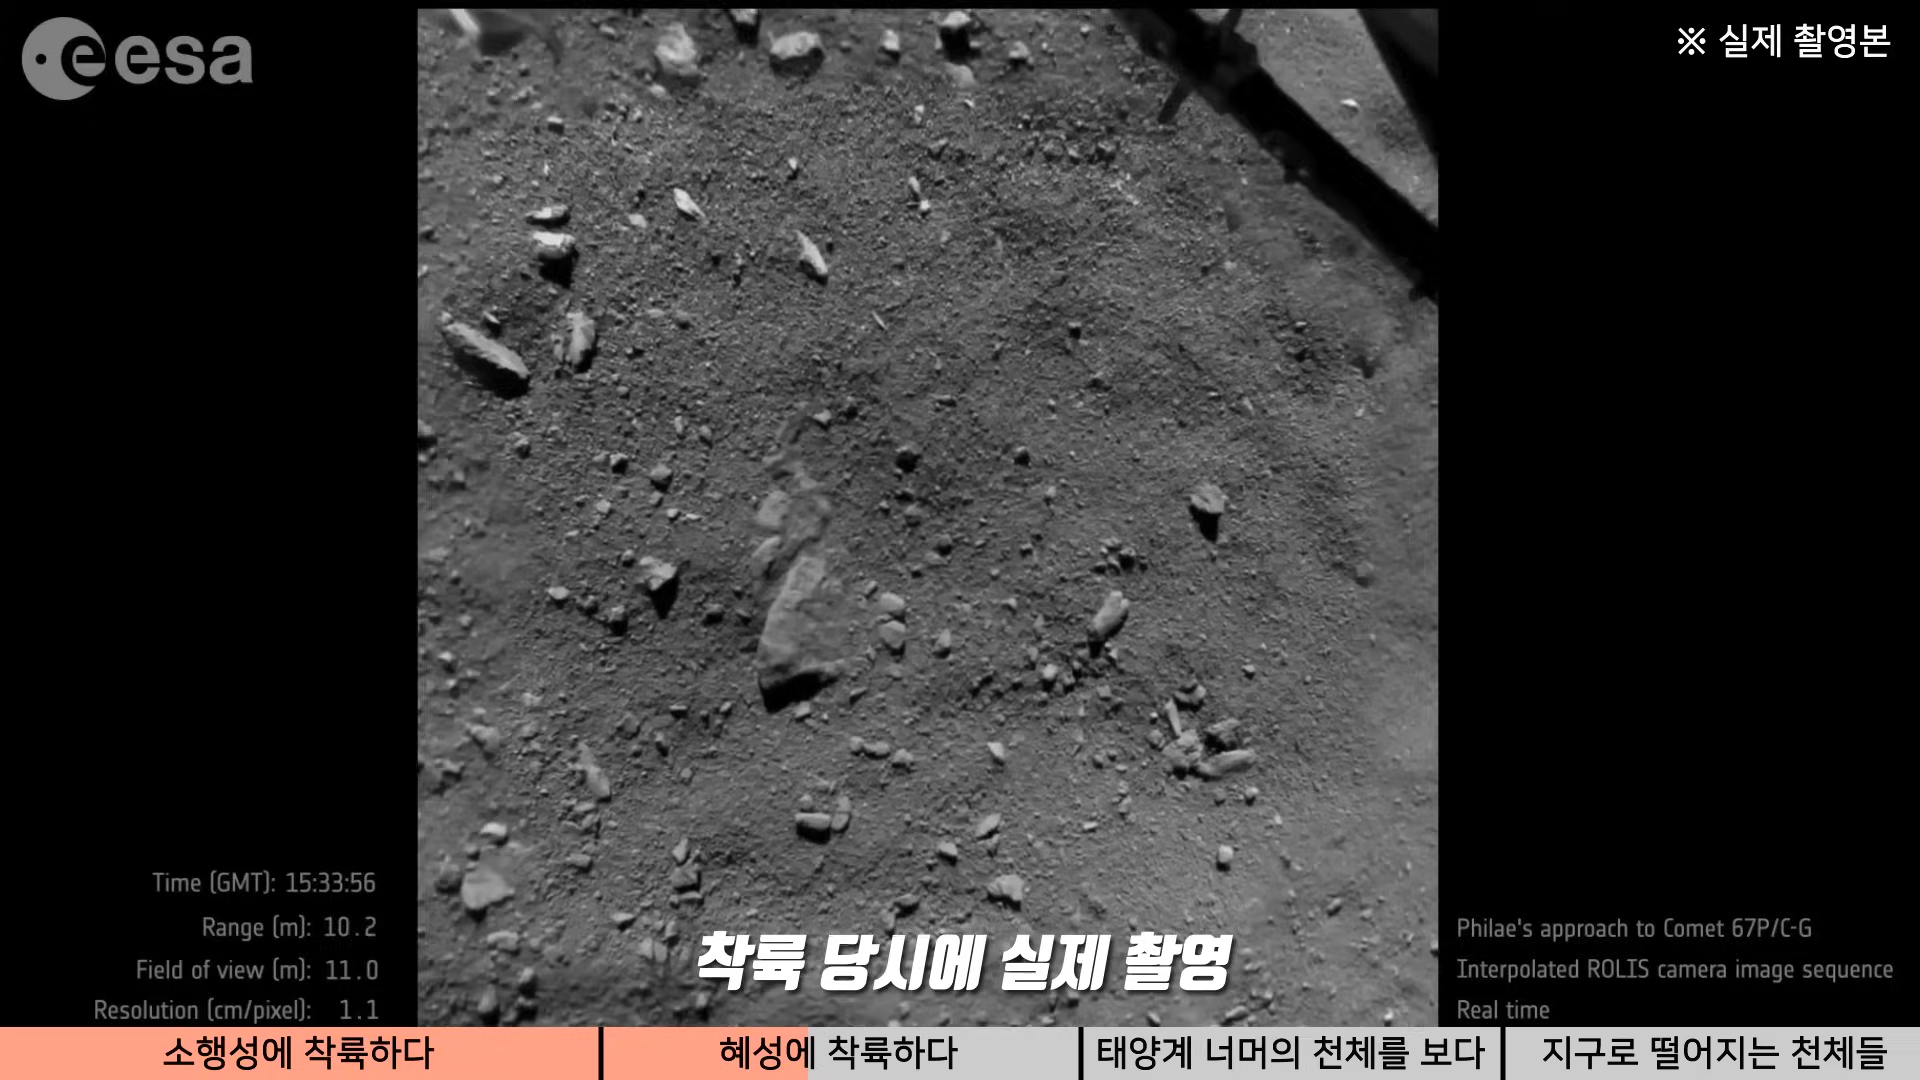 eesa
※ 실제 촬영본
Time (GMT): 15:33:56
Range (m): 10.2
Field of view (m): 11.0
Resolution (cm/pixel): 1.1
Philae's approach to Comet 67P/C-G
Interpolated ROLIS camera image sequence
Real time
착륙 당시에 실제 촬영
소행성에 착륙하다
혜성에 착륙하다
태양계 너머의 천체를 보다
지구로 떨어지는 천체들